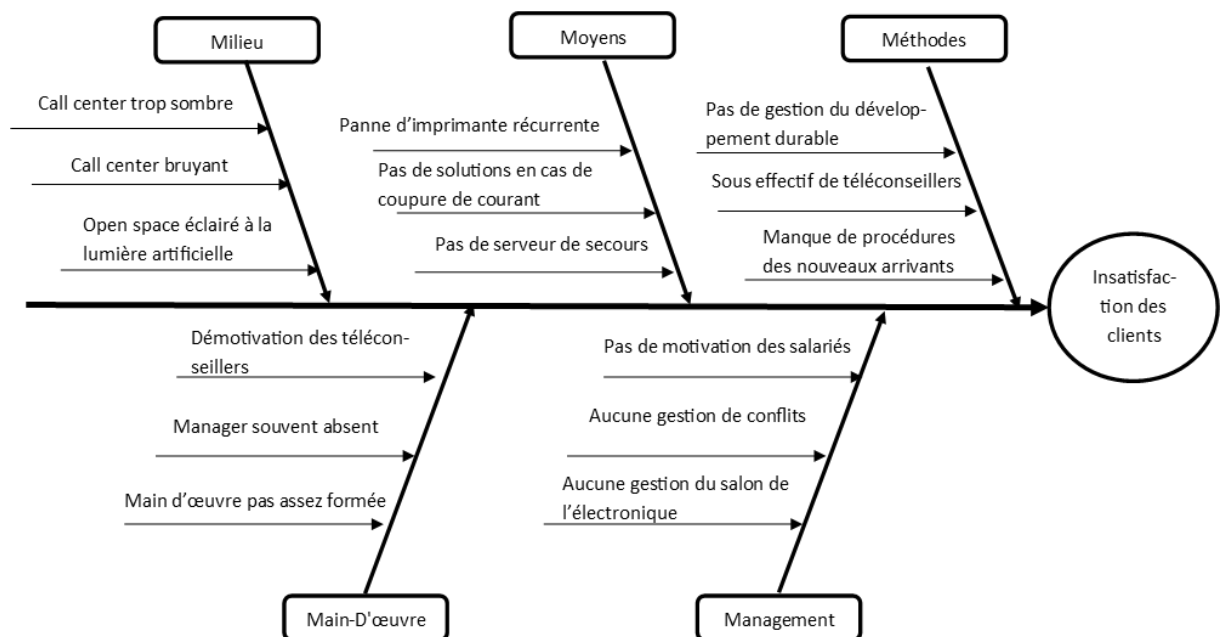 Milieu
Moyens
Méthodes
Call center trop sombre
Call center bruyant
Open space éclairé à la
lumière artificielle
Panne d’imprimante récurrente
Pas de solutions en cas de
coupure de courant
Pas de serveur de secours
Pas de gestion du dévelop-
pement durable
Sous effectif de téléconseillers
Manque de procédures
des nouveaux arrivants
Insatisfac-
tion des
clients
Démotivation des télécon-
seillers
Manager souvent absent
Main d’œuvre pas assez formée
Pas de motivation des salariés
Aucune gestion de conflits
Aucune gestion du salon de
l’électronique
Main-D'œuvre
Management